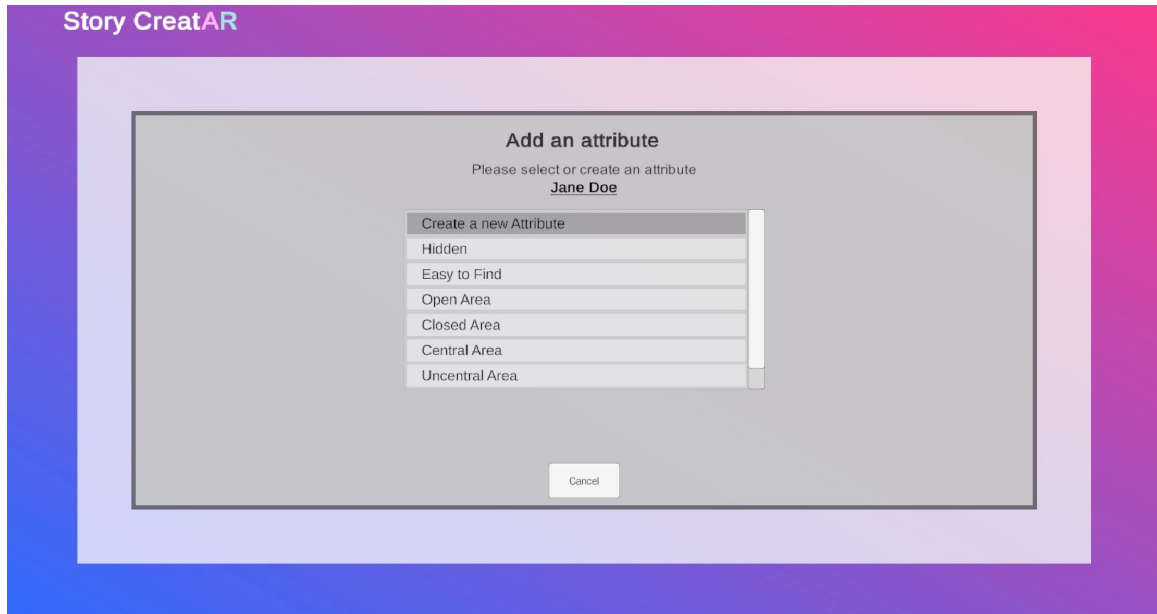 Story CreatAR
Add an attribute
Please select or create an attribute
Jane Doe
Create a new Attribute
Hidden
Easy to Find
Open Area
Closed Area
Central Area
Uncentral Area
Cancel